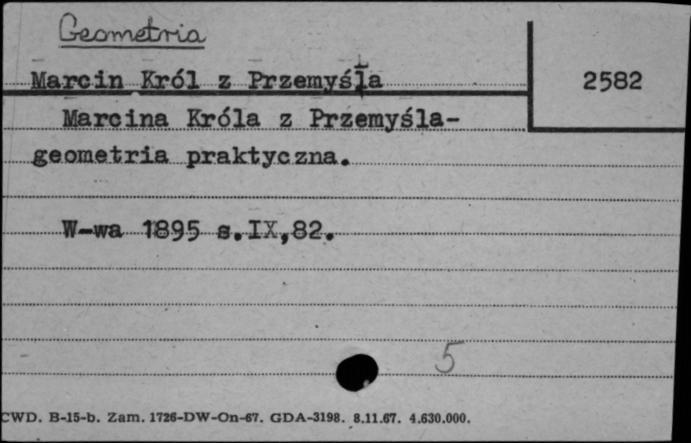 Geometria
Marcin Król z Przemyśla
2582
Marcina Króla z Przemyśla-
geometria praktyczna.
W-wa 1895 s.IX,82.
5
CWD. B-15-b. Zam. 1726-DW-On-67. GDA-3198. 8.11.67. 4.630.000.